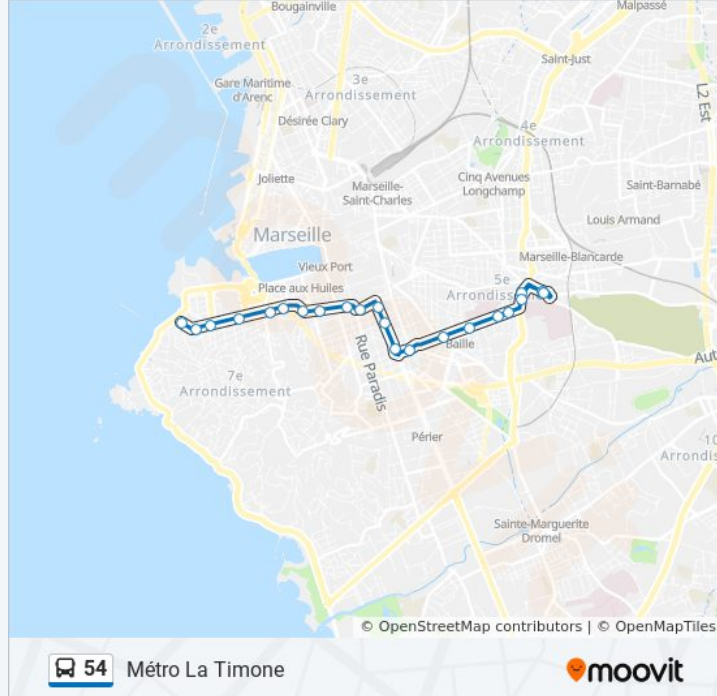 Bougainville
Malpassé
2e
Arrondissement
Saint-Just
Gare Maritime
d'Arenc
3e
Arrondissement
L2 Est
Désirée Clary
4e
Arrondissement
Joliette
Marseille-
Saint-Charles
Cinq Avenues
Longchamp
Saint-Barnabé
Louis Armand
Marseille
Marseille-Blancarde
Vieux Port
5e
Arrondisse
Place aux Huiles
Rue Paradis
Baille
Aut
7e
Arrondissement
Périer
10
Arrondis
Sainte-Marguerite
Dromel
© OpenStreetMap contributors | © OpenMapTiles
54 Métro La Timone
moovit